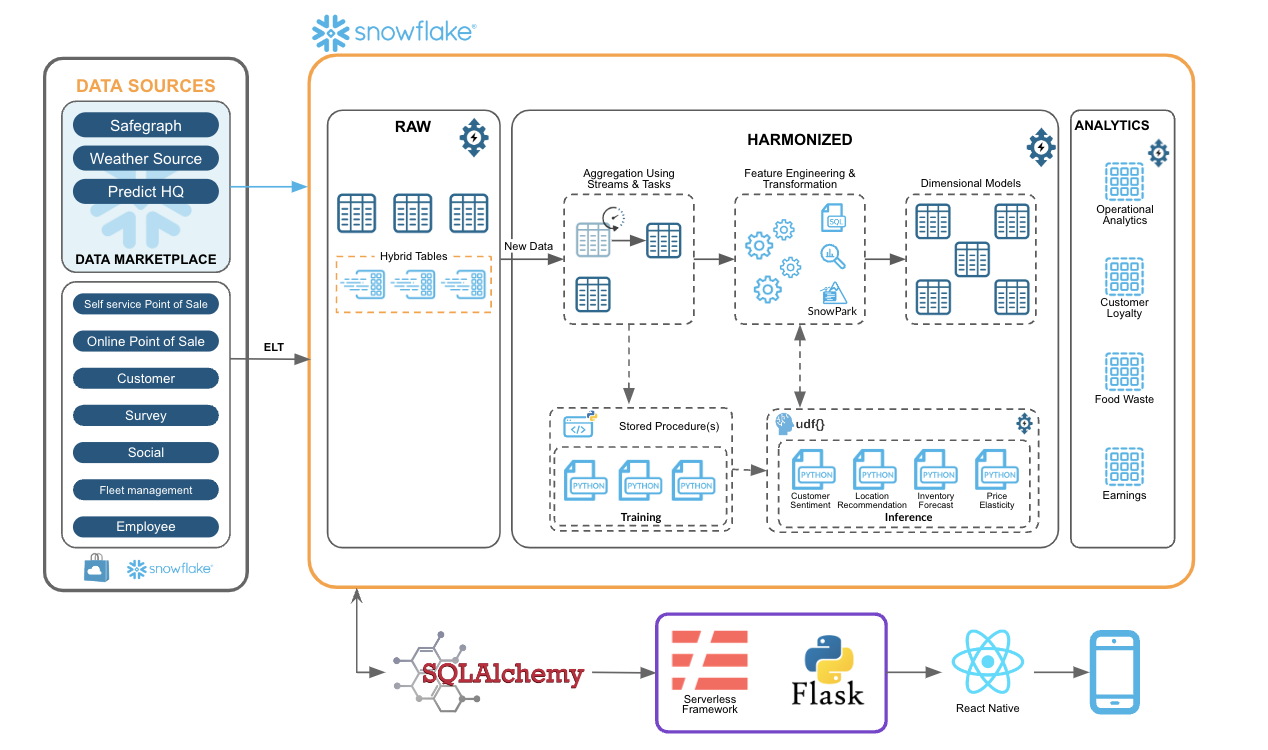 snowflake®
DATA SOURCES
Safegraph
Weather Source
Predict HQ
DATA MARKETPLACE
Self service Point of Sale
Online Point of Sale
Customer
Survey
Social
Fleet management
Employee
snowflake®
ELT
RAW
Hybrid Tables
New Data
HARMONIZED
Aggregation Using
Streams & Tasks
Feature Engineering &
Transformation
SQL
SnowPark
Dimensional Models
Stored Procedure(s)
PYTHON
PYTHON
PYTHON
Training
udf{}
PYTHON
PYTHON
PYTHON
PYTHON
Customer
Sentiment
Location
Recommendation
Inventory
Forecast
Price
Elasticity
Inference
ANALYTICS
Operational
Analytics
Customer
Loyalty
Food Waste
Earnings
SQLAlchemy
Serverless
Framework
Flask
React Native